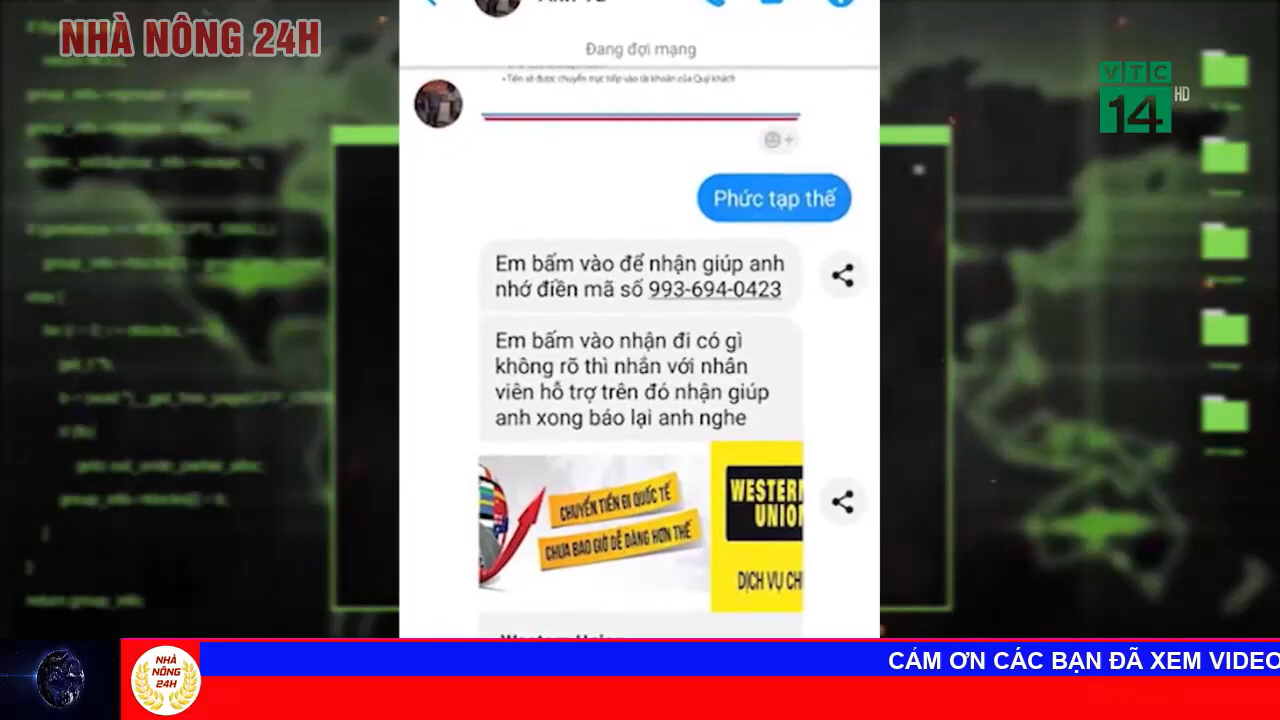 NHÀ NÔNG 24H
Đang đợi mạng
• Tiền sẽ được chuyển trực tiếp vào tài khoản của Quý khách
VTC
14
HD
Phức tạp thế
Em bấm vào để nhận giúp anh
nhớ điền mã số 993-694-0423
Em bấm vào nhận đi có gì
không rõ thì nhắn với nhân
viên hỗ trợ trên đó nhận giúp
anh xong báo lại anh nghe
CHUYỂN TIỀN ĐI QUỐC TẾ
CHƯA BAO GIỜ DỄ DÀNG HƠN THẾ
WESTERN
UNION
DỊCH VỤ CH
Western Union
NHÀ
NÔNG
24H
CÁM ƠN CÁC BẠN ĐÃ XEM VIDEO